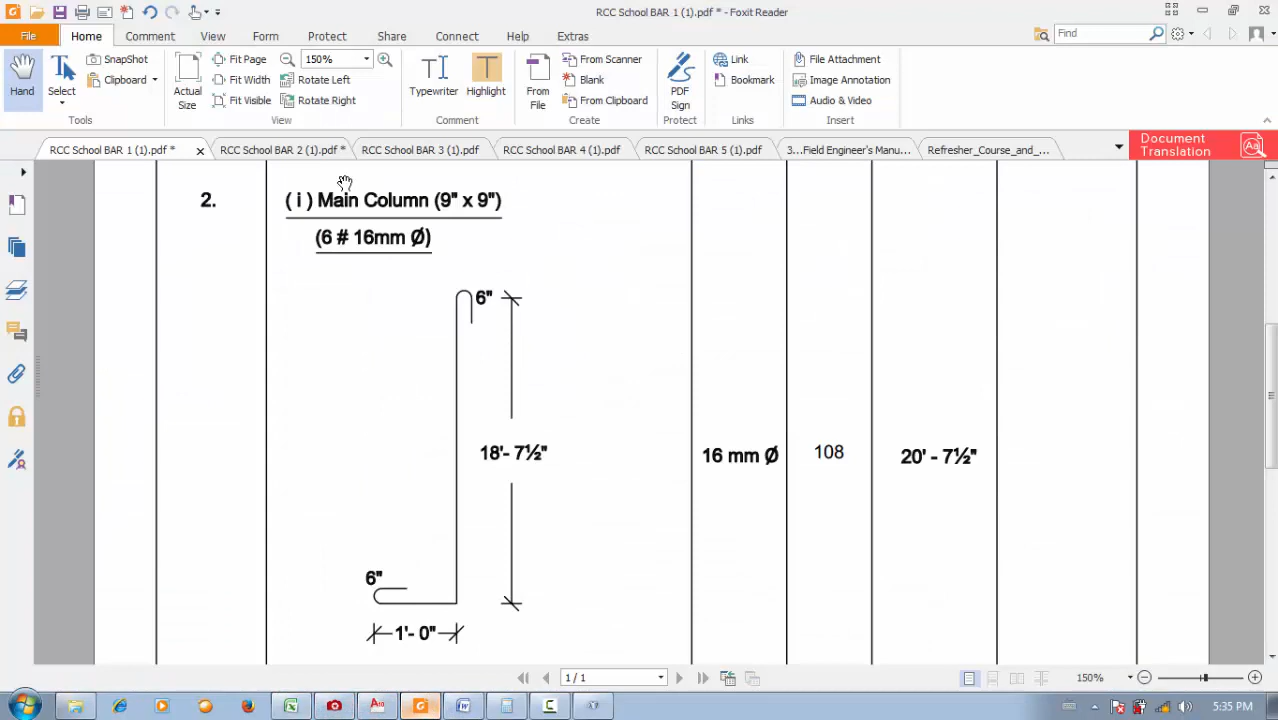 RCC School BAR 1 (1).pdf * - Foxit Reader
File Home Comment View Form Protect Share Connect Help Extras
Find
Hand
Select
SnapShot
Clipboard
Tools
Actual Size
Fit Page
Fit Width
Fit Visible
150%
Rotate Left
Rotate Right
View
Typewriter
Highlight
Comment
From File
From Scanner
Blank
From Clipboard
Create
PDF Sign
Protect
Link
Bookmark
Links
File Attachment
Image Annotation
Audio & Video
Insert
RCC School BAR 1 (1).pdf *
RCC School BAR 2 (1).pdf *
RCC School BAR 3 (1).pdf
RCC School BAR 4 (1).pdf
RCC School BAR 5 (1).pdf
3...Field Engineer's Manu...
Refresher_Course_and_...
Document Translation
2.
( i ) Main Column (9" x 9")
(6 # 16mm Ø)
6"
18'- 7½"
6"
1'- 0"
16 mm Ø
108
20' - 7½"
1 / 1
150%
5:35 PM